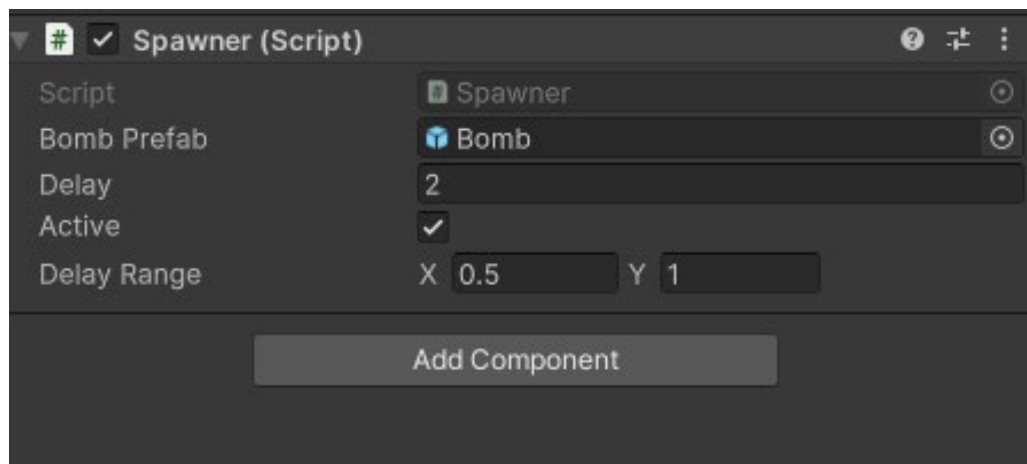 # Spawner (Script)
Script # Spawner
Bomb Prefab Bomb
Delay 2
Active
Delay Range X 0.5 Y 1
Add Component